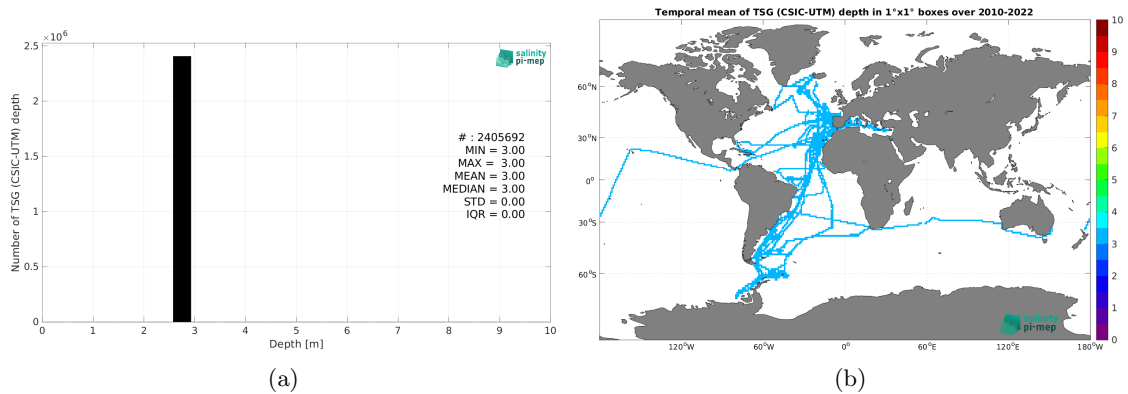 2.5 ×10⁶
2
1.5
1
0.5
0
Number of TSG (CSIC-UTM) depth
0 1 2 3 4 5 6 7 8 9 10
Depth [m]
salinity
pi-mep
# : 2405692
MIN = 3.00
MAX = 3.00
MEAN = 3.00
MEDIAN = 3.00
STD = 0.00
IQR = 0.00
(a)
Temporal mean of TSG (CSIC-UTM) depth in 1°x1° boxes over 2010-2022
60°N
30°N
0°
30°S
60°S
120°W 60°W 0° 60°E 120°E 180°W
salinity
pi-mep
10
9
8
7
6
5
4
3
2
1
0
(b)